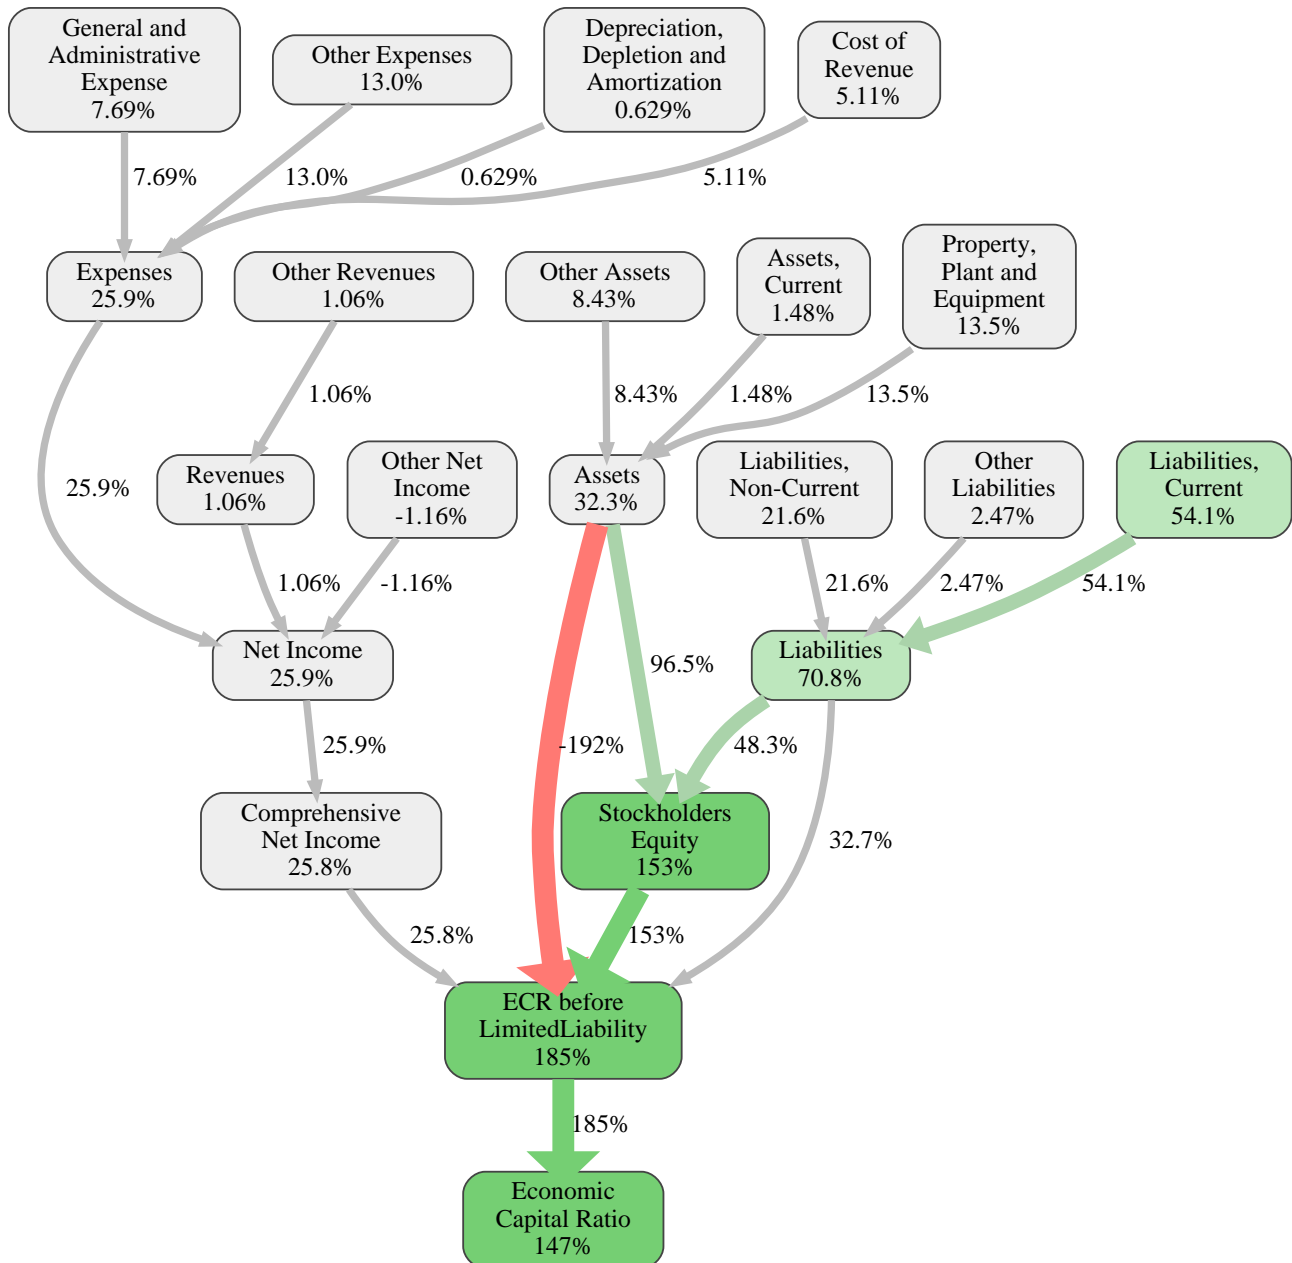 General and
Administrative
Expense
7.69%
Other Expenses
13.0%
Depreciation,
Depletion and
Amortization
0.629%
Cost of
Revenue
5.11%
7.69%
13.0%
0.629%
5.11%
Expenses
25.9%
Other Revenues
1.06%
Other Assets
8.43%
Assets,
Current
1.48%
Property,
Plant and
Equipment
13.5%
1.06%
8.43%
1.48%
13.5%
25.9%
Revenues
1.06%
Other Net
Income
-1.16%
Assets
32.3%
Liabilities,
Non-Current
21.6%
Other
Liabilities
2.47%
Liabilities,
Current
54.1%
1.06%
-1.16%
21.6%
2.47%
54.1%
Net Income
25.9%
96.5%
Liabilities
70.8%
25.9%
-192%
48.3%
Comprehensive
Net Income
25.8%
Stockholders
Equity
153%
32.7%
25.8%
153%
ECR before
LimitedLiability
185%
185%
Economic
Capital Ratio
147%